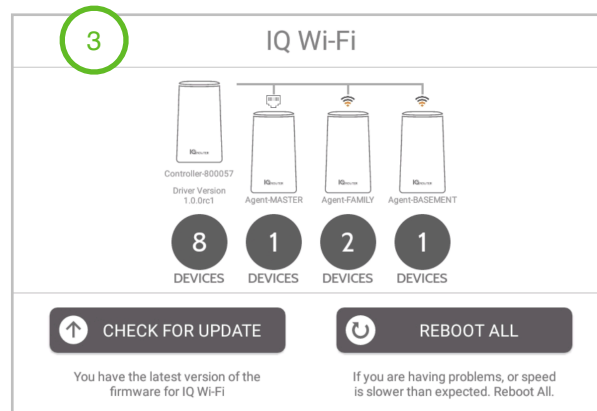 3
IQ Wi-Fi
Controller-800057
Driver Version
1.0.0rc1
Agent-MASTER
Agent-FAMILY
Agent-BASEMENT
8
1
2
1
DEVICES
DEVICES
DEVICES
DEVICES
CHECK FOR UPDATE
REBOOT ALL
You have the latest version of the
firmware for IQ Wi-Fi
If you are having problems, or speed
is slower than expected. Reboot All.